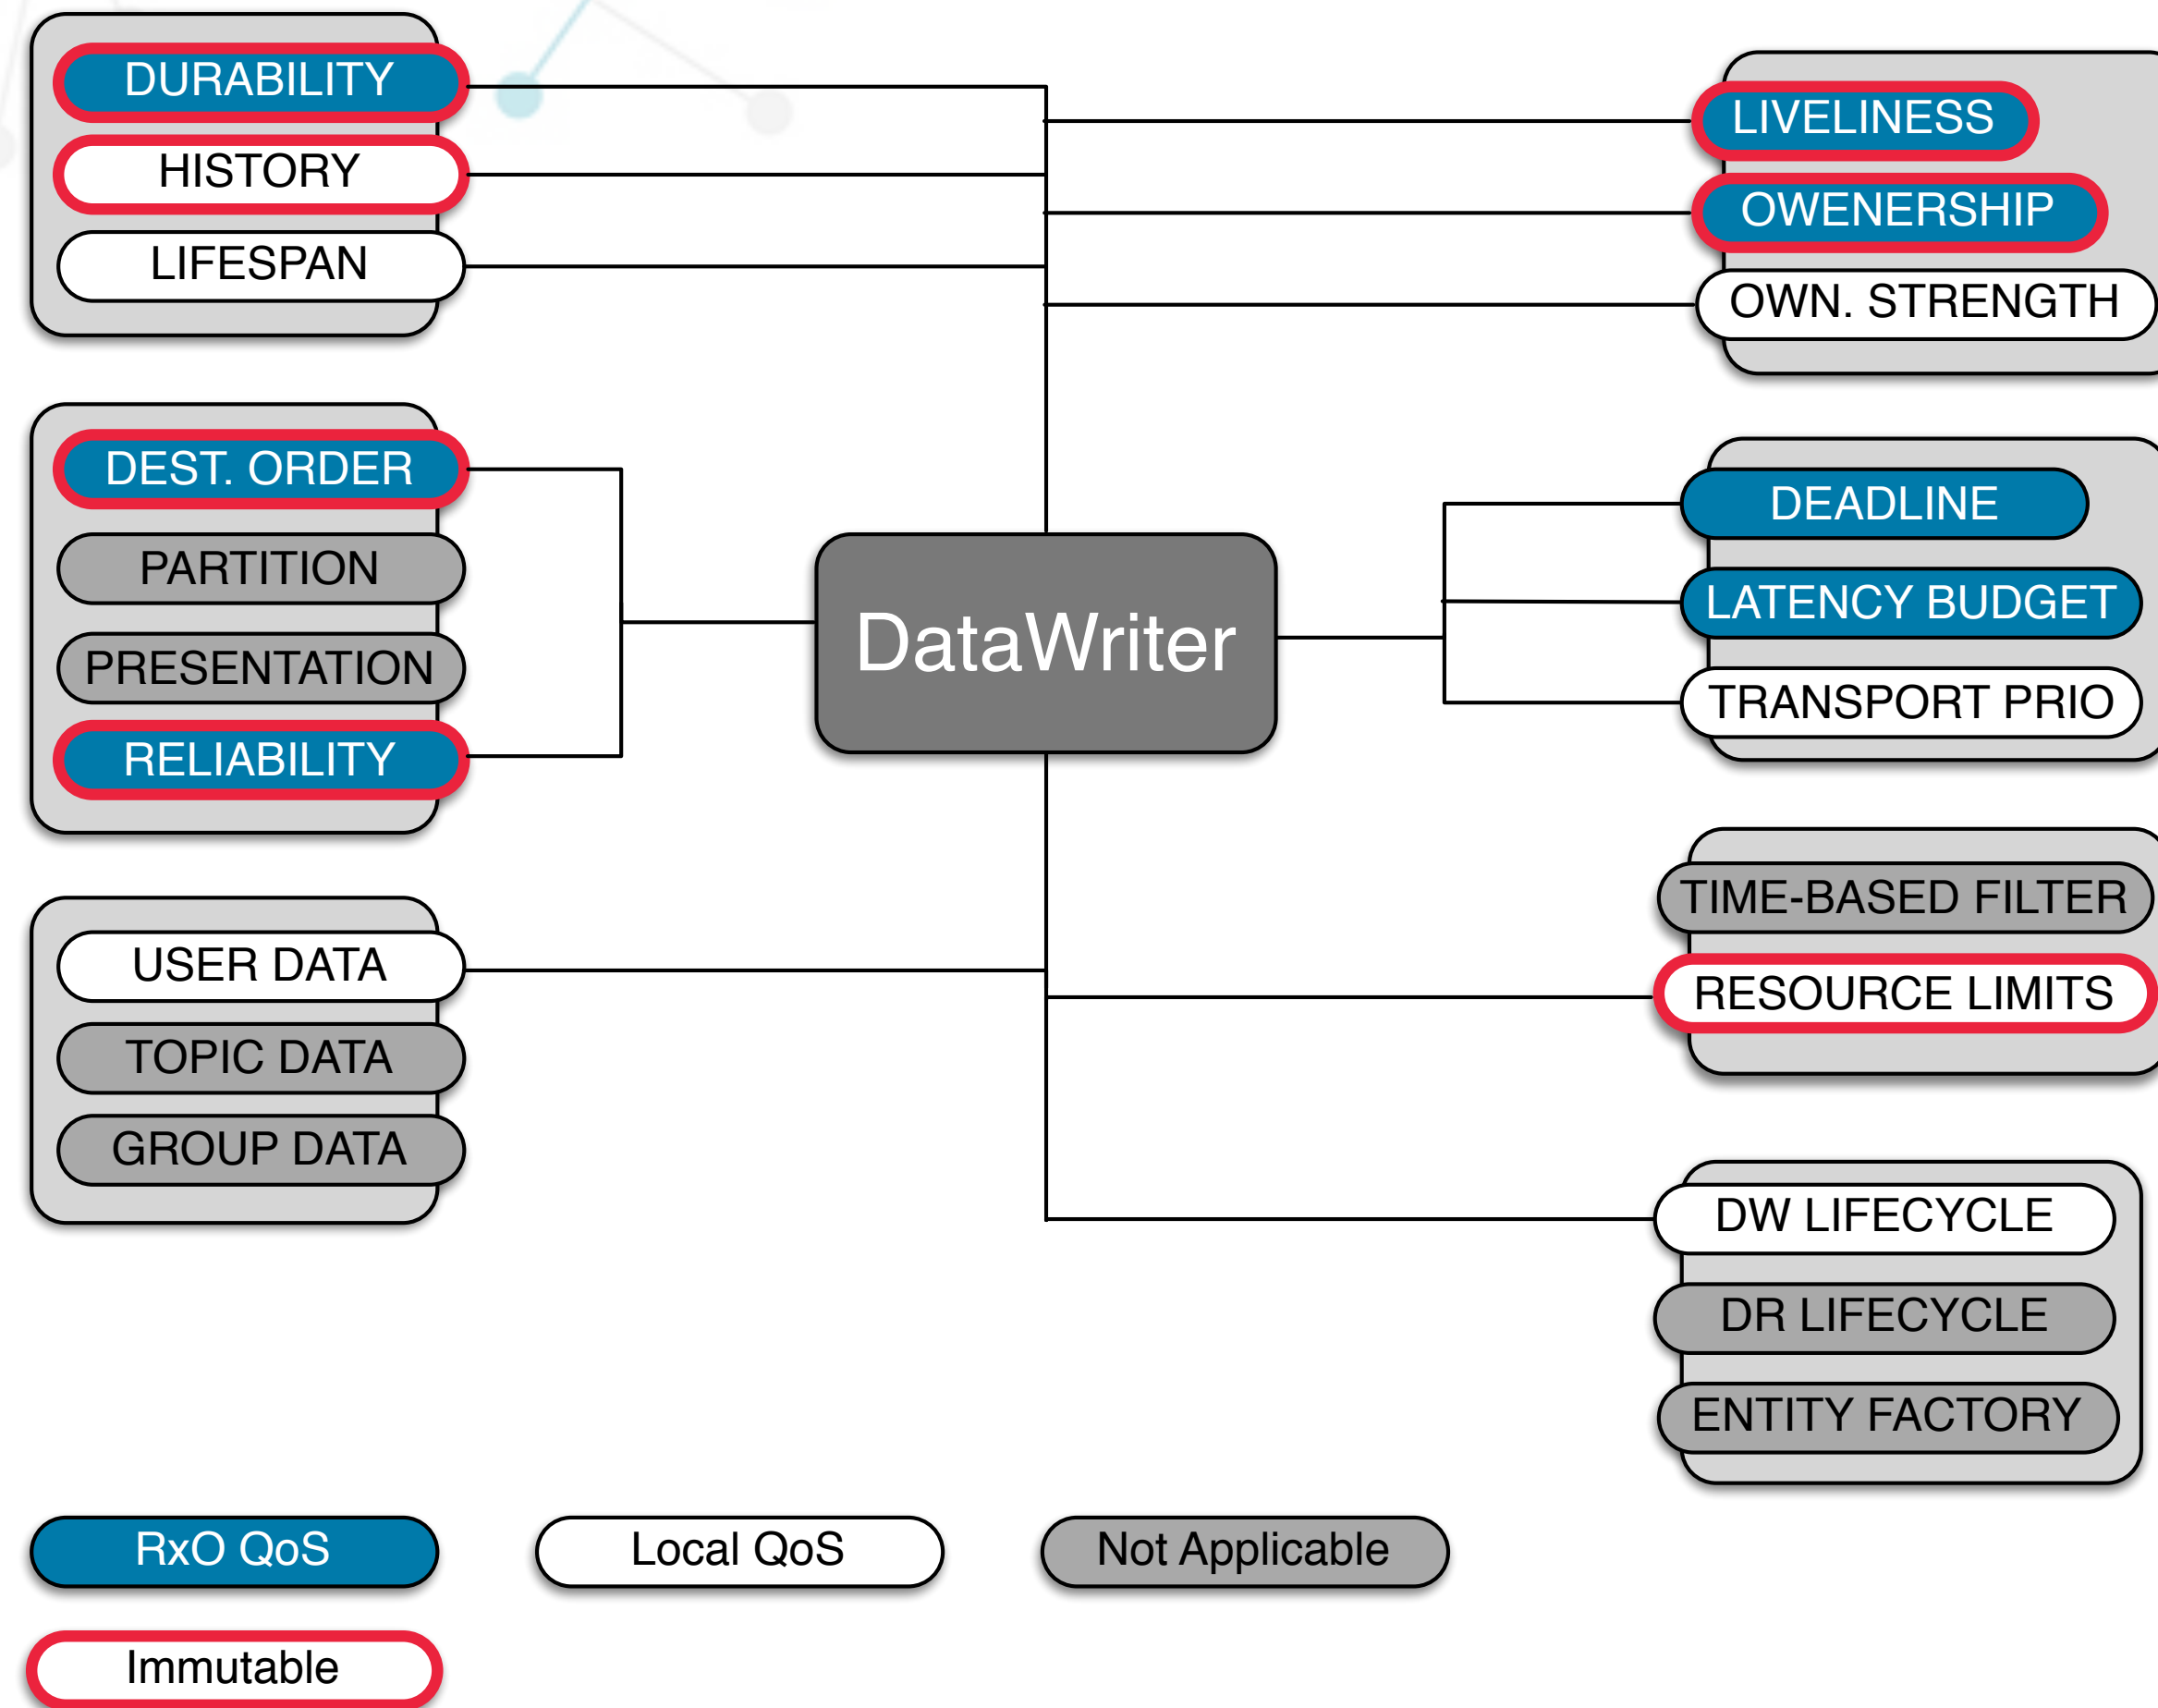 DURABILITY
HISTORY
LIFESPAN
DEST. ORDER
PARTITION
PRESENTATION
RELIABILITY
USER DATA
TOPIC DATA
GROUP DATA
DataWriter
LIVELINESS
OWENERSHIP
OWN. STRENGTH
DEADLINE
LATENCY BUDGET
TRANSPORT PRIO
TIME-BASED FILTER
RESOURCE LIMITS
DW LIFECYCLE
DR LIFECYCLE
ENTITY FACTORY
RxO QoS
Local QoS
Not Applicable
Immutable